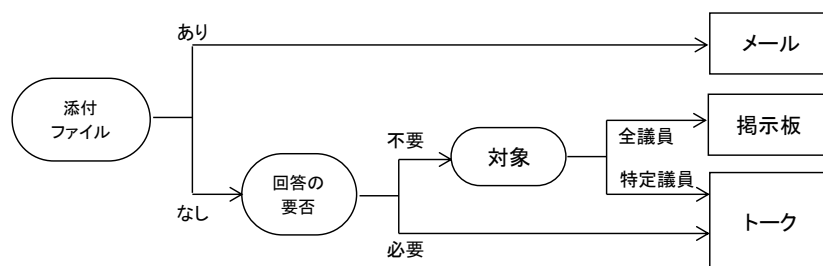 あり
メール
添付
ファイル
全議員
掲示板
不要
対象
回答の
要否
特定議員
なし
トーク
必要